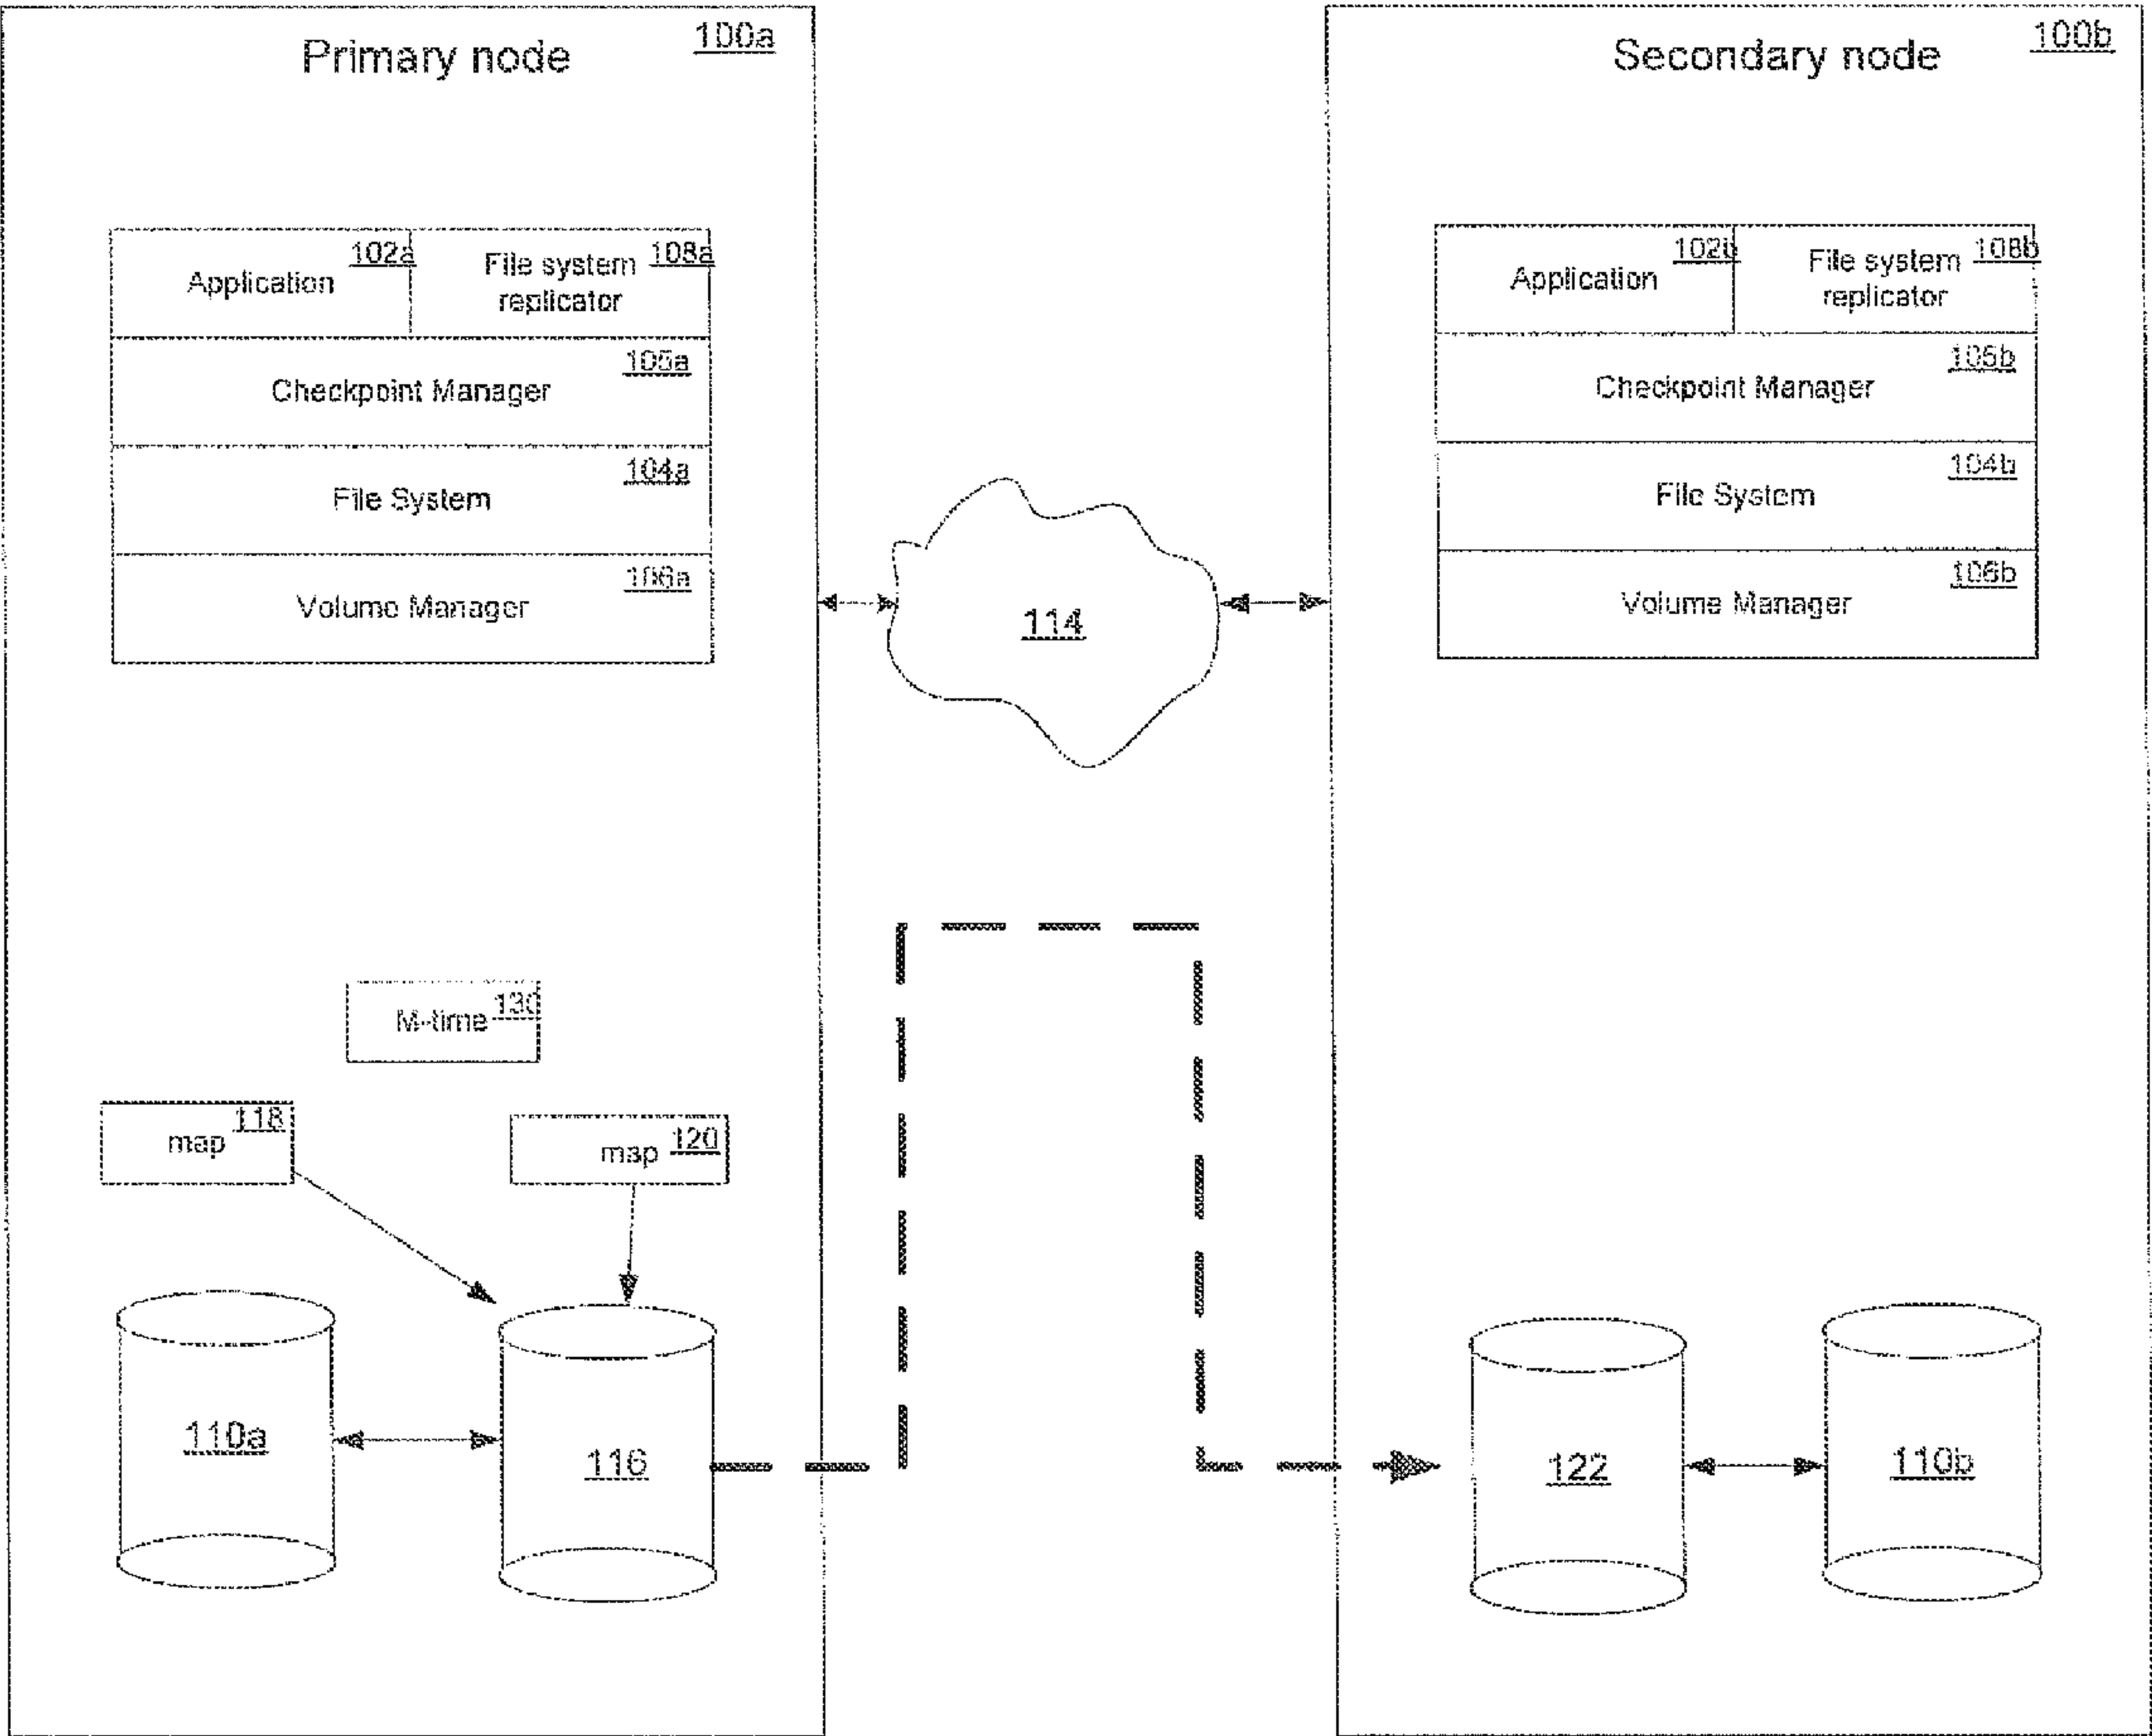 Primary node
100a
Application
102a
File system
replicator
108a
Checkpoint Manager
105a
File System
104a
Volume Manager
106a
M-time
130
map
118
map
120
110a
116
114
Secondary node
100b
Application
102b
File system
replicator
108b
Checkpoint Manager
105b
File System
104b
Volume Manager
106b
122
110b